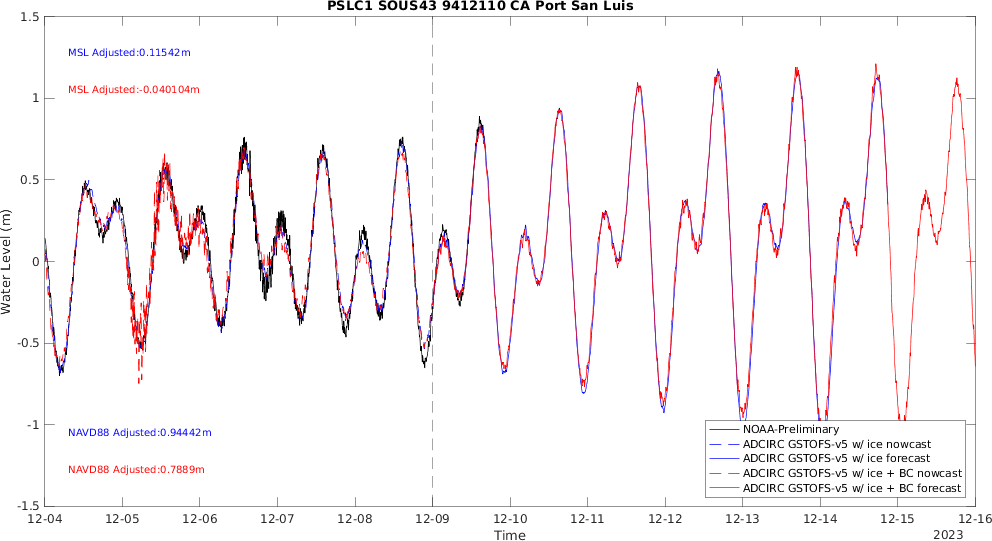 PSLC1 SOUS43 9412110 CA Port San Luis
1.5
1
0.5
0
-0.5
-1
-1.5
Water Level (m)
MSL Adjusted:0.11542m
MSL Adjusted:-0.040104m
NAVD88 Adjusted:0.94442m
NAVD88 Adjusted:0.7889m
NOAA-Preliminary
ADCIRC GSTOFS-v5 w/ ice nowcast
ADCIRC GSTOFS-v5 w/ ice forecast
ADCIRC GSTOFS-v5 w/ ice + BC nowcast
ADCIRC GSTOFS-v5 w/ ice + BC forecast
12-04 12-05 12-06 12-07 12-08 12-09 12-10 12-11 12-12 12-13 12-14 12-15 12-16
Time
2023